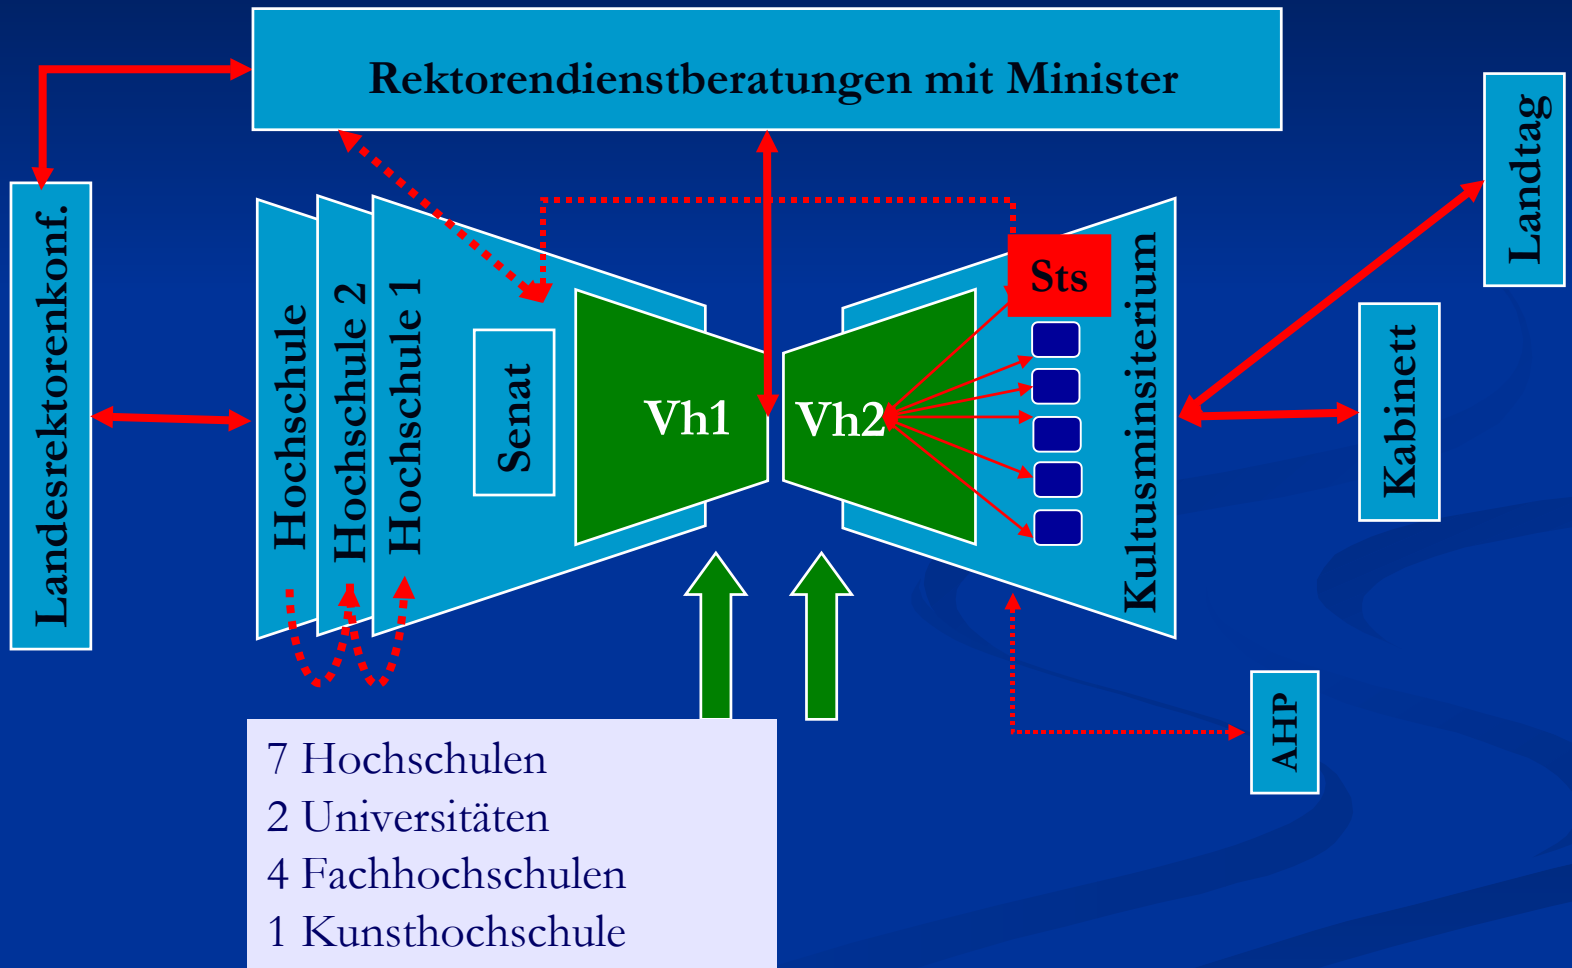 Rektorendienstberatungen mit Minister
Landesrektorenkonf.
Hochschule
Hochschule 2
Hochschule 1
Senat
Vh1
Vh2
Sts
Kultusminsiterium
Landtag
Kabinett
AHP
7 Hochschulen
2 Universitäten
4 Fachhochschulen
1 Kunsthochschule